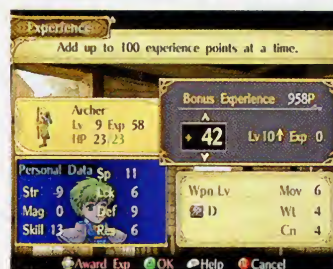 Experience
Add up to 100 experience points at a time.
Archer
Lv 9 Exp 58
HP 23/23
Bonus Experience 958P
+ 42 Lv 10 ↑ Exp 0
Personal Data
Sp 11
Str 9 Lck 6
Mag 0 Def 9
Skill 13 Res 6
Wpn Lv
D
Mov 6
Wt 4
Cn 4
Award Exp OK Help Cancel